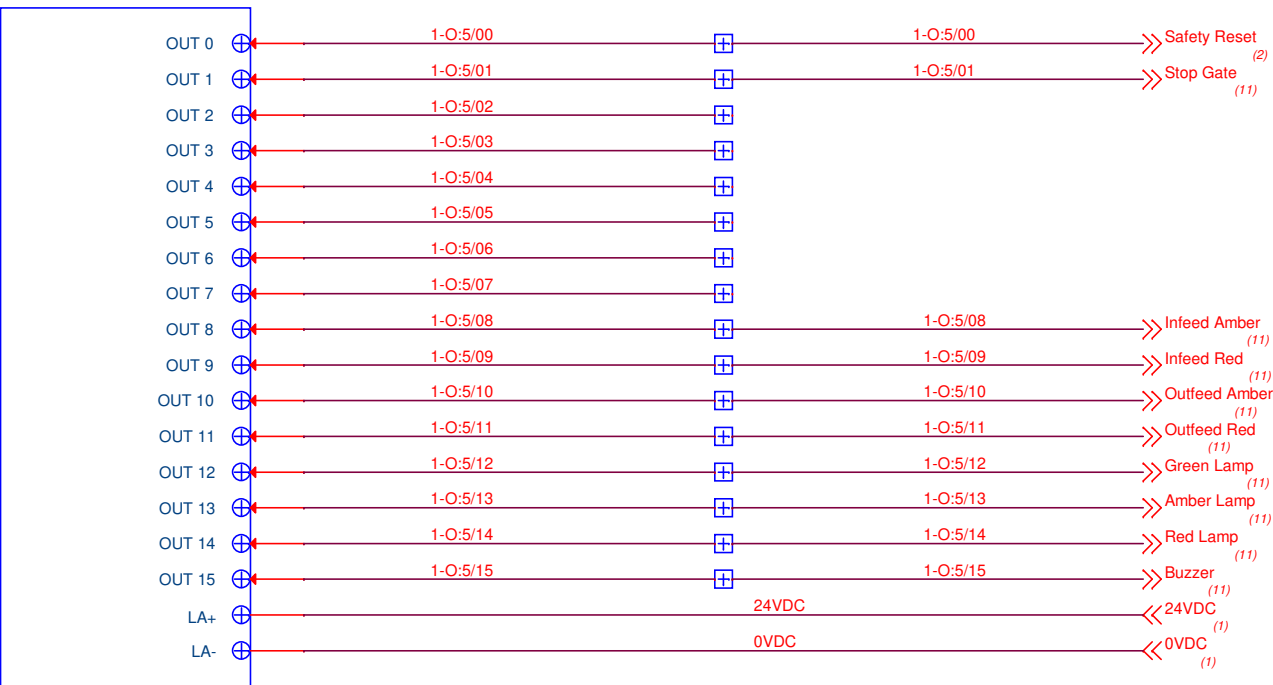 OUT 0 1-O:5/00 1-O:5/00 Safety Reset
(2)
OUT 1 1-O:5/01 1-O:5/01 Stop Gate
(11)
OUT 2 1-O:5/02
OUT 3 1-O:5/03
OUT 4 1-O:5/04
OUT 5 1-O:5/05
OUT 6 1-O:5/06
OUT 7 1-O:5/07
OUT 8 1-O:5/08 1-O:5/08 Infeed Amber
(11)
OUT 9 1-O:5/09 1-O:5/09 Infeed Red
(11)
OUT 10 1-O:5/10 1-O:5/10 Outfeed Amber
(11)
OUT 11 1-O:5/11 1-O:5/11 Outfeed Red
(11)
OUT 12 1-O:5/12 1-O:5/12 Green Lamp
(11)
OUT 13 1-O:5/13 1-O:5/13 Amber Lamp
(11)
OUT 14 1-O:5/14 1-O:5/14 Red Lamp
(11)
OUT 15 1-O:5/15 1-O:5/15 Buzzer
(11)
LA+ 24VDC 24VDC
(1)
LA- 0VDC 0VDC
(1)